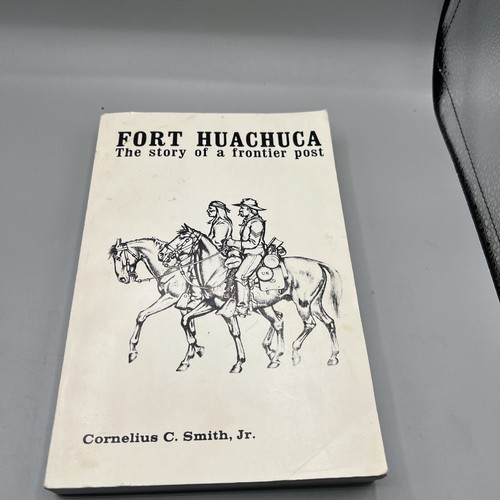 FORT HUACHUCA
The story of a frontier post
Cornelius C. Smith, Jr.